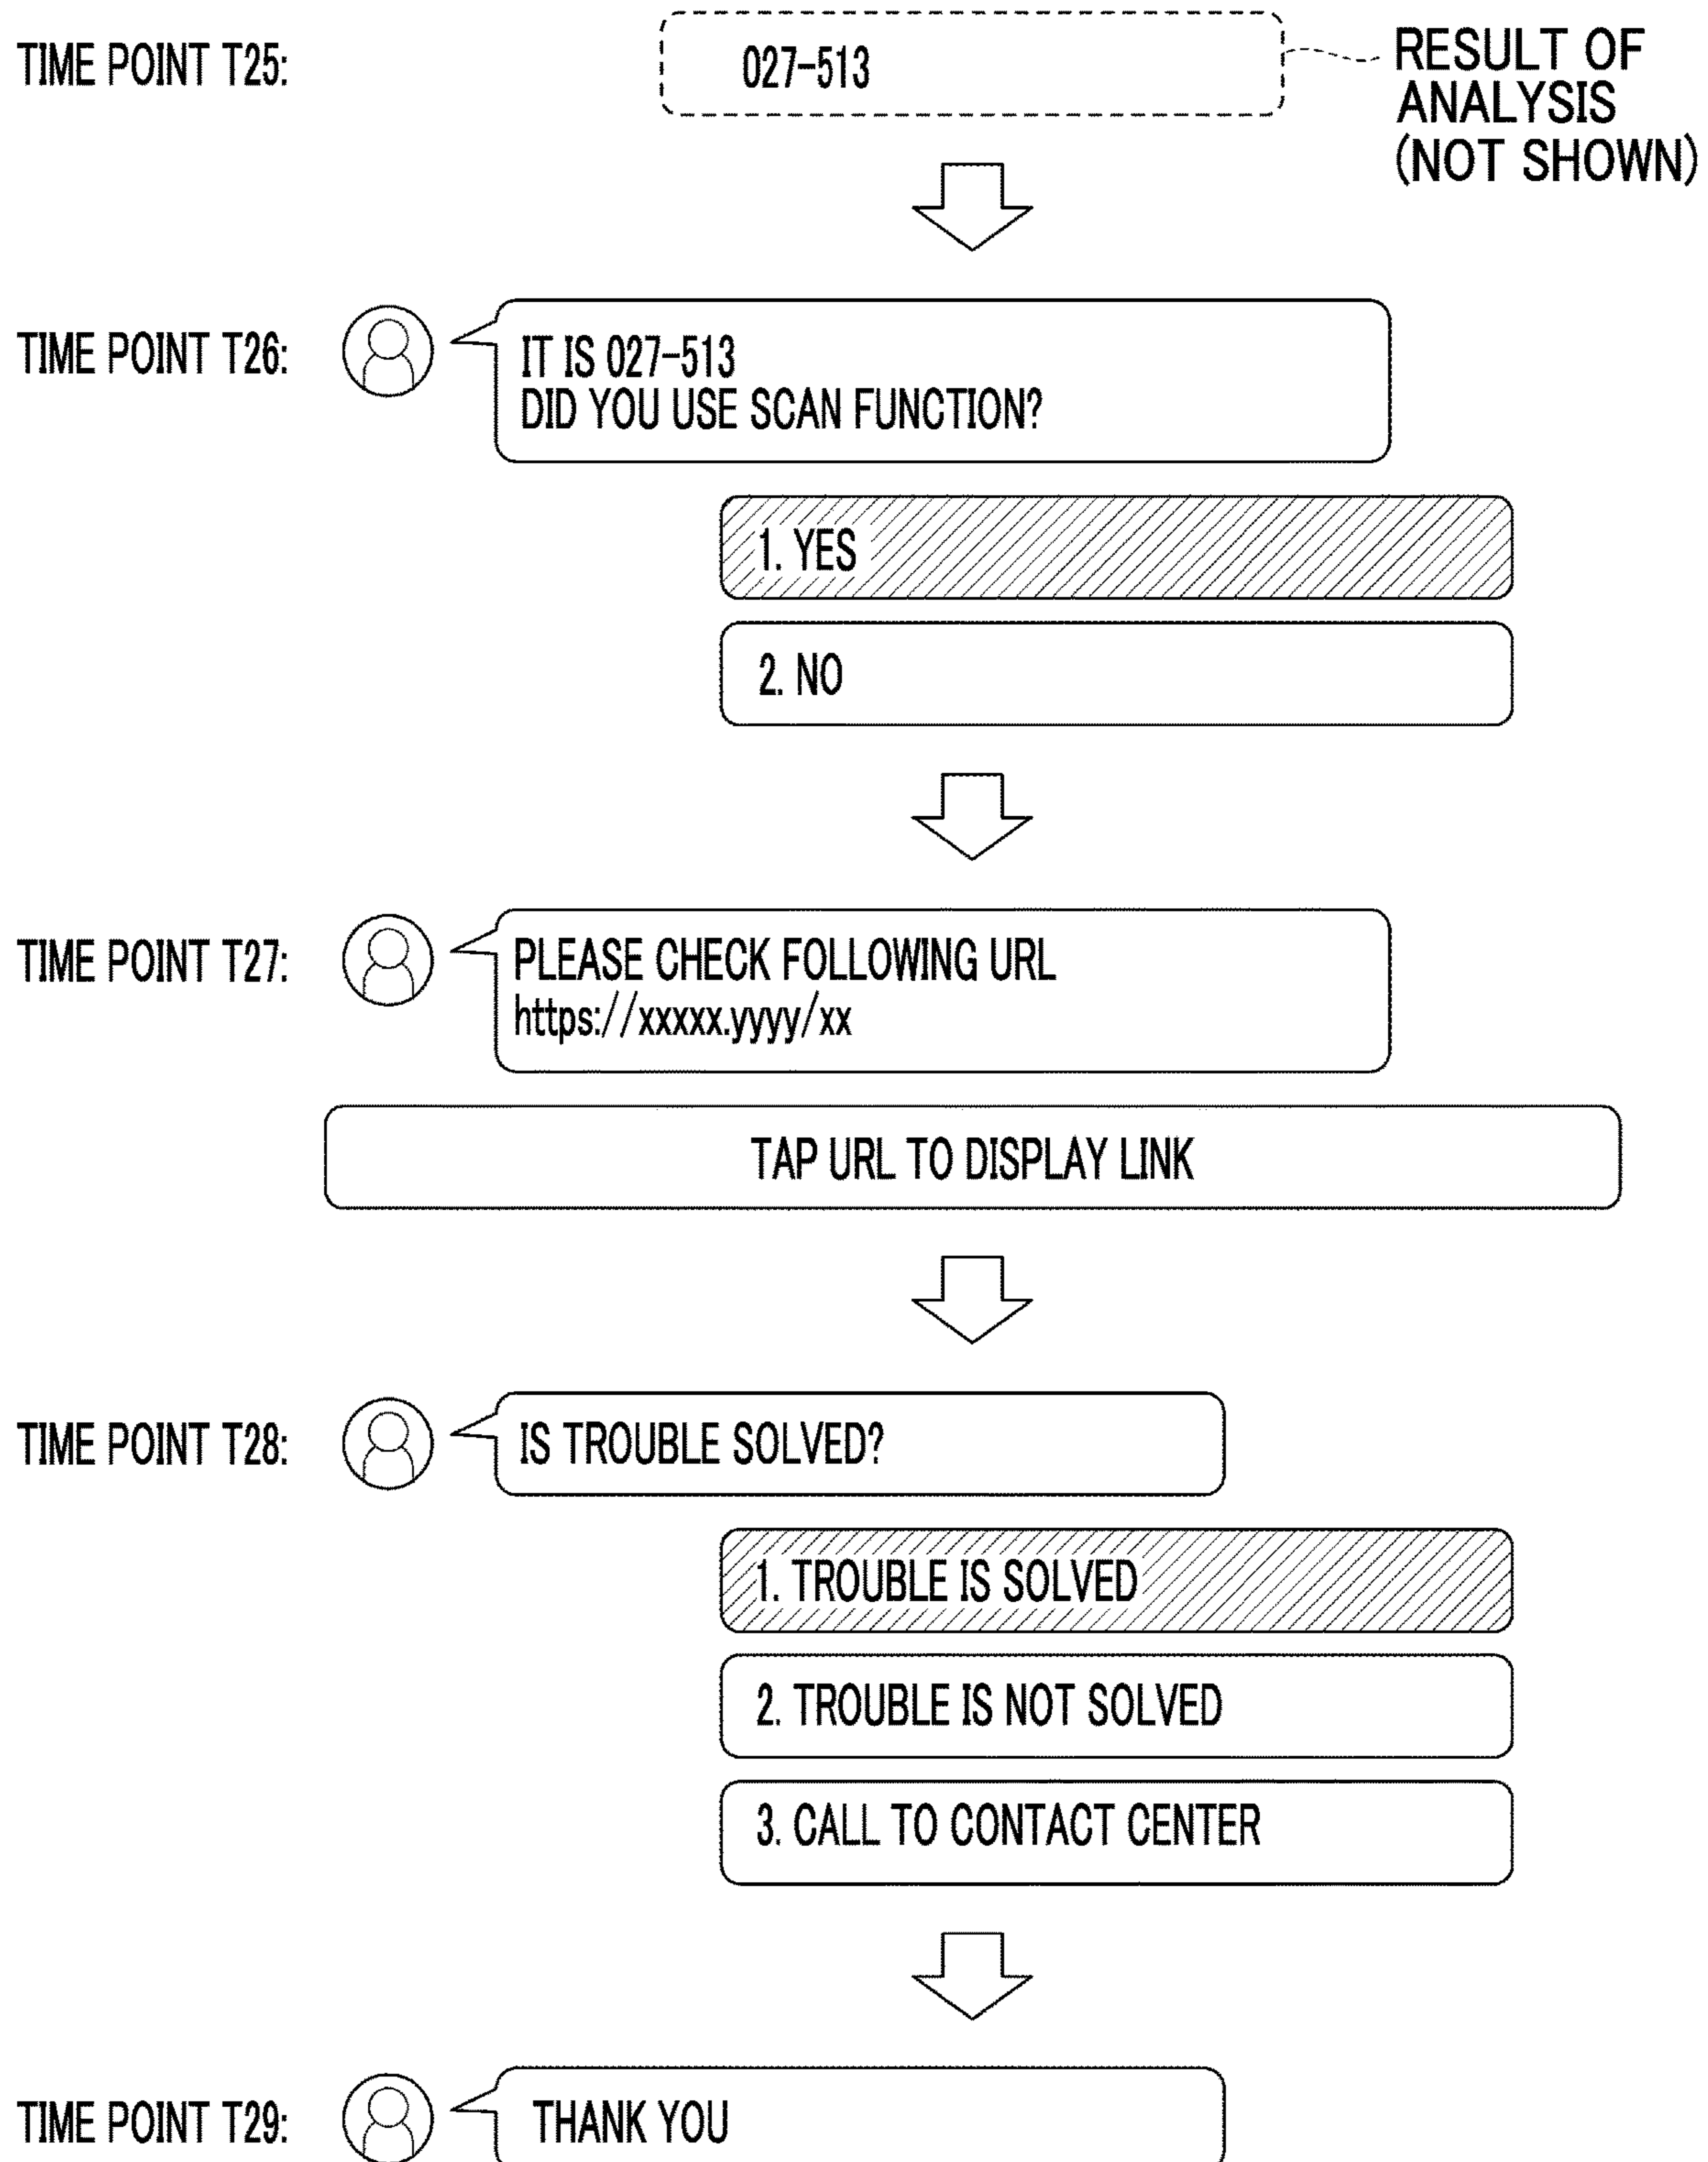 TIME POINT T25:
027-513
RESULT OF
ANALYSIS
(NOT SHOWN)
TIME POINT T26:
IT IS 027-513
DID YOU USE SCAN FUNCTION?
1. YES
2. NO
TIME POINT T27:
PLEASE CHECK FOLLOWING URL
https://xxxxx.yyyy/xx
TAP URL TO DISPLAY LINK
TIME POINT T28:
IS TROUBLE SOLVED?
1. TROUBLE IS SOLVED
2. TROUBLE IS NOT SOLVED
3. CALL TO CONTACT CENTER
TIME POINT T29:
THANK YOU